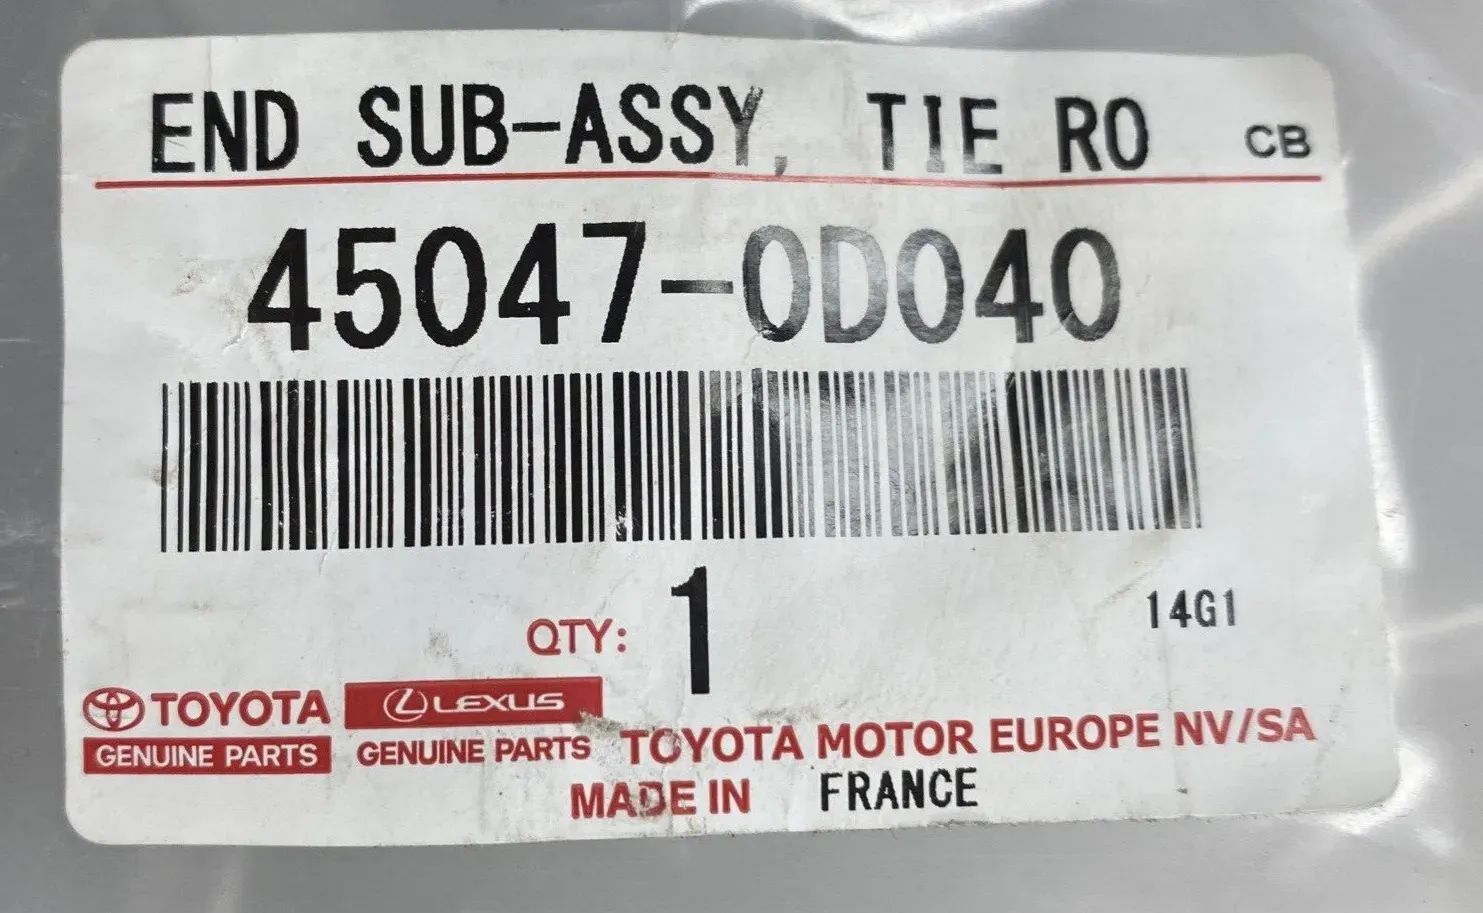 END SUB-ASSY, TIE RO CB
45047-0D040
QTY: 1
14G1
TOYOTA
GENUINE PARTS
LEXUS
GENUINE PARTS
TOYOTA MOTOR EUROPE NV/SA
MADE IN FRANCE